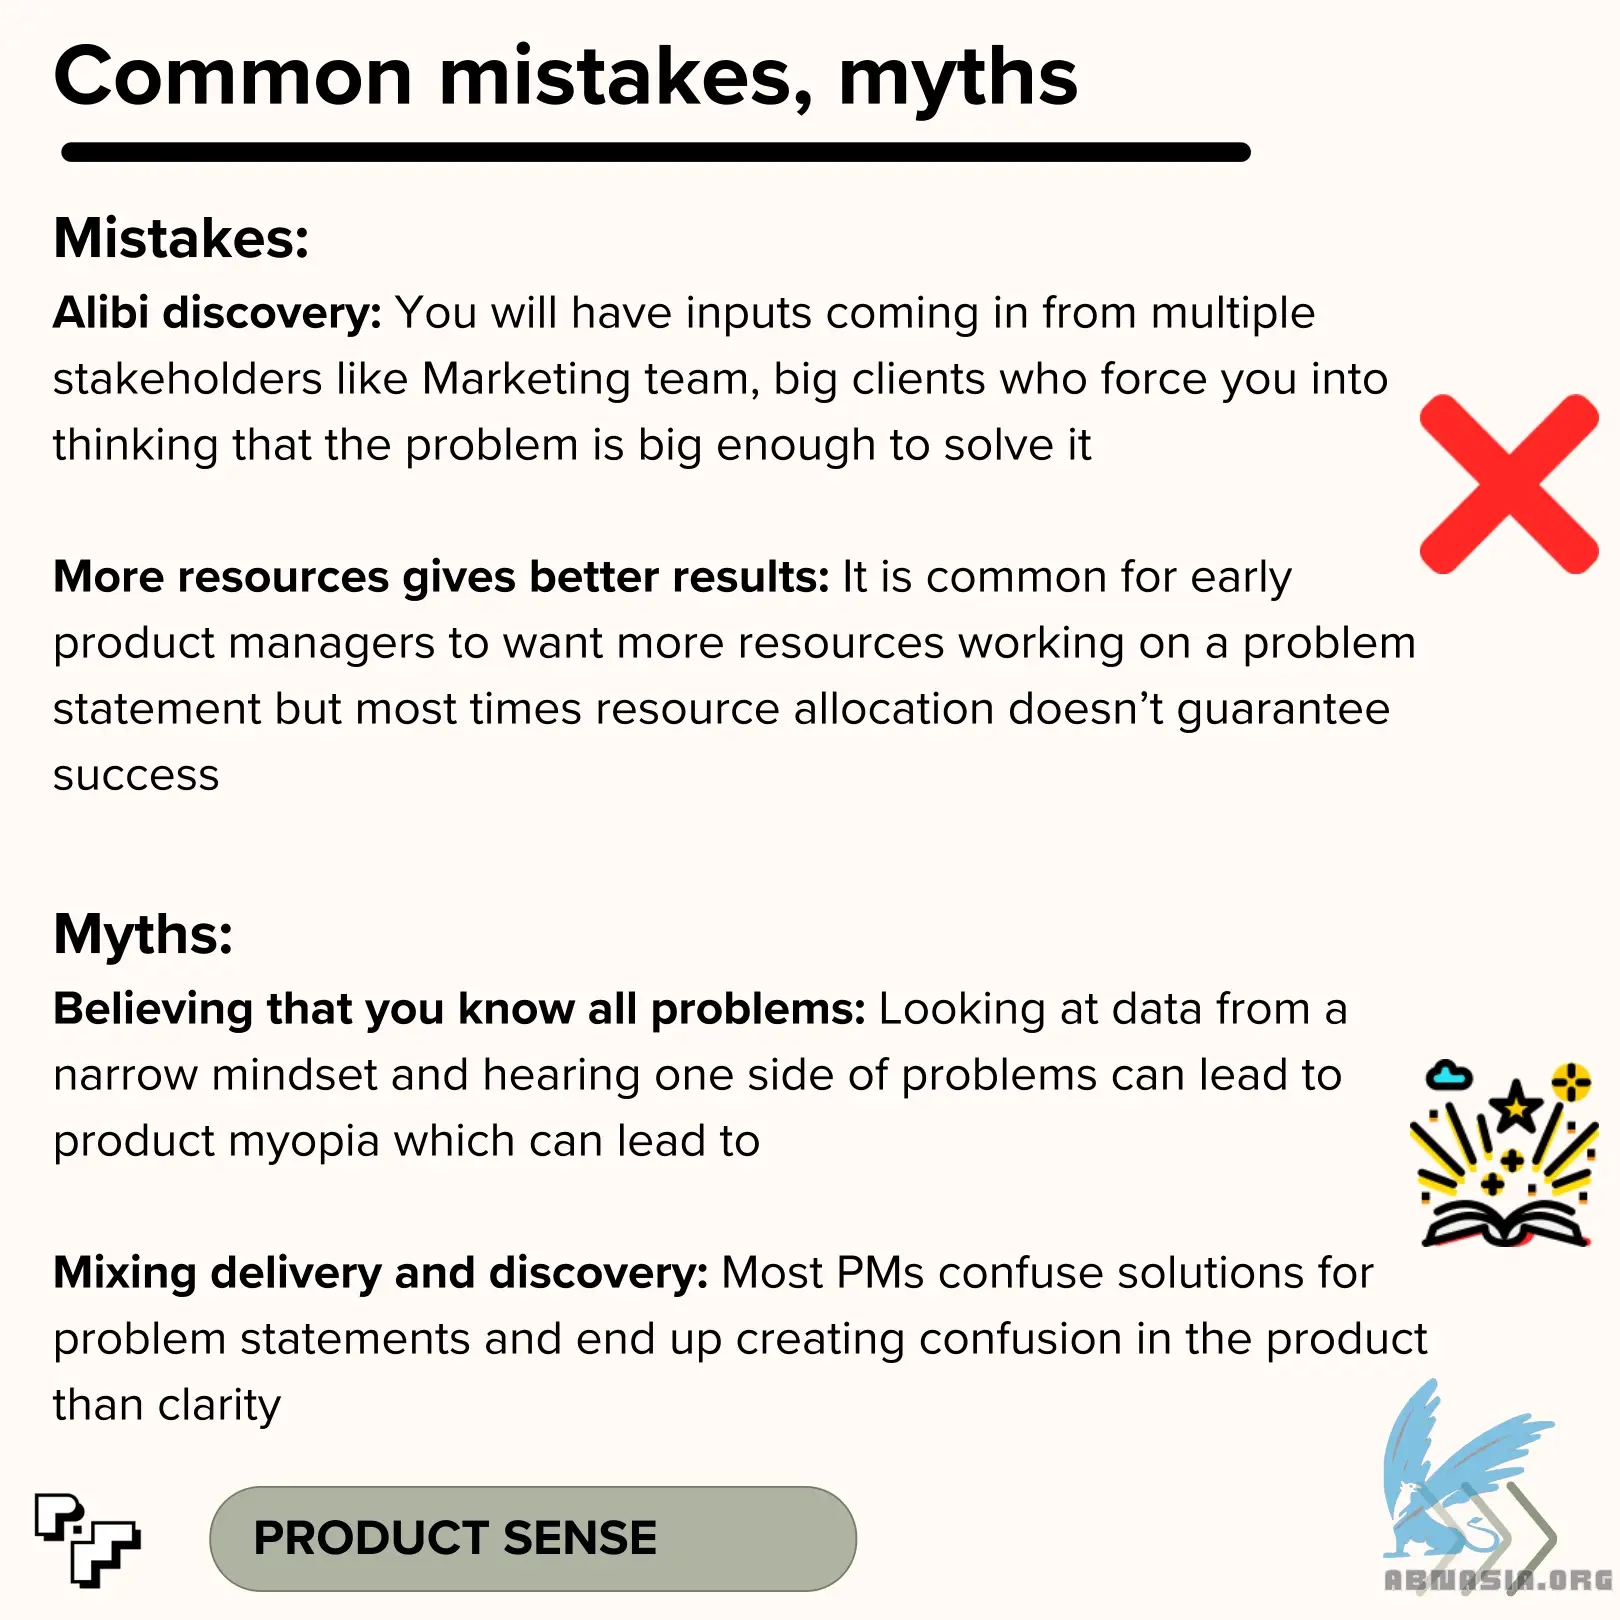 Common mistakes, myths
Mistakes:
Alibi discovery: You will have inputs coming in from multiple
stakeholders like Marketing team, big clients who force you into
thinking that the problem is big enough to solve it
More resources gives better results: It is common for early
product managers to want more resources working on a problem
statement but most times resource allocation doesn’t guarantee
success
Myths:
Believing that you know all problems: Looking at data from a
narrow mindset and hearing one side of problems can lead to
product myopia which can lead to
Mixing delivery and discovery: Most PMs confuse solutions for
problem statements and end up creating confusion in the product
than clarity
PRODUCT SENSE
ABMASIA.ORG